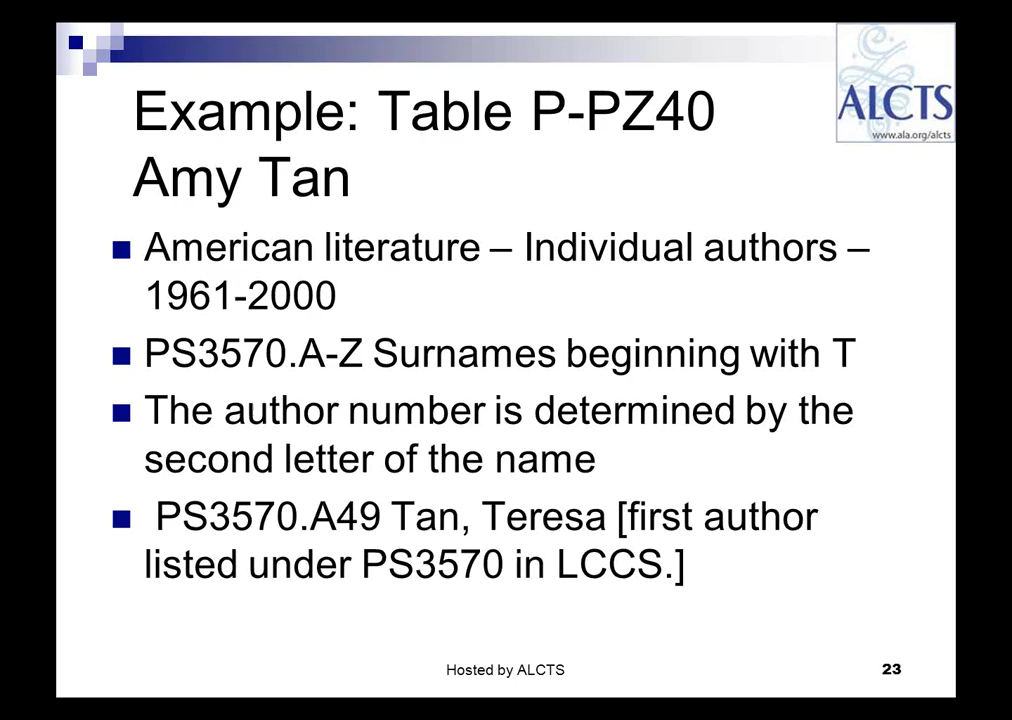 ALCTS
www.ala.org/alcts
Example: Table P-PZ40
Amy Tan
American literature – Individual authors –
1961-2000
PS3570.A-Z Surnames beginning with T
The author number is determined by the
second letter of the name
PS3570.A49 Tan, Teresa [first author
listed under PS3570 in LCCS.]
Hosted by ALCTS
23